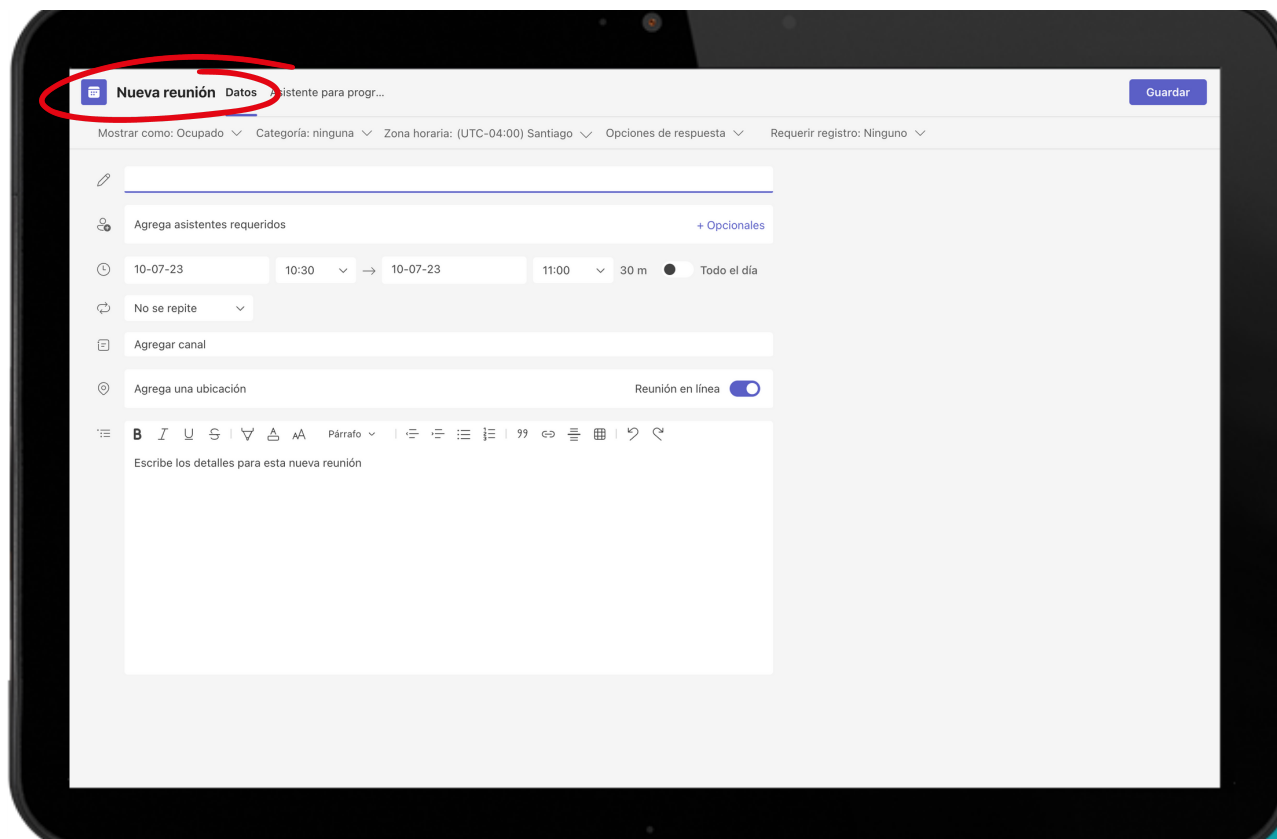 Nueva reunión Datos Asistente para progr... Guardar
Mostrar como: Ocupado Categoría: ninguna Zona horaria: (UTC-04:00) Santiago Opciones de respuesta Requerir registro: Ninguno
Agrega asistentes requeridos + Opcionales
10-07-23 10:30 → 10-07-23 11:00 30 m Todo el día
No se repite
Agregar canal
Agrega una ubicación Reunión en línea
B I U S A AA Párrafo
Escribe los detalles para esta nueva reunión